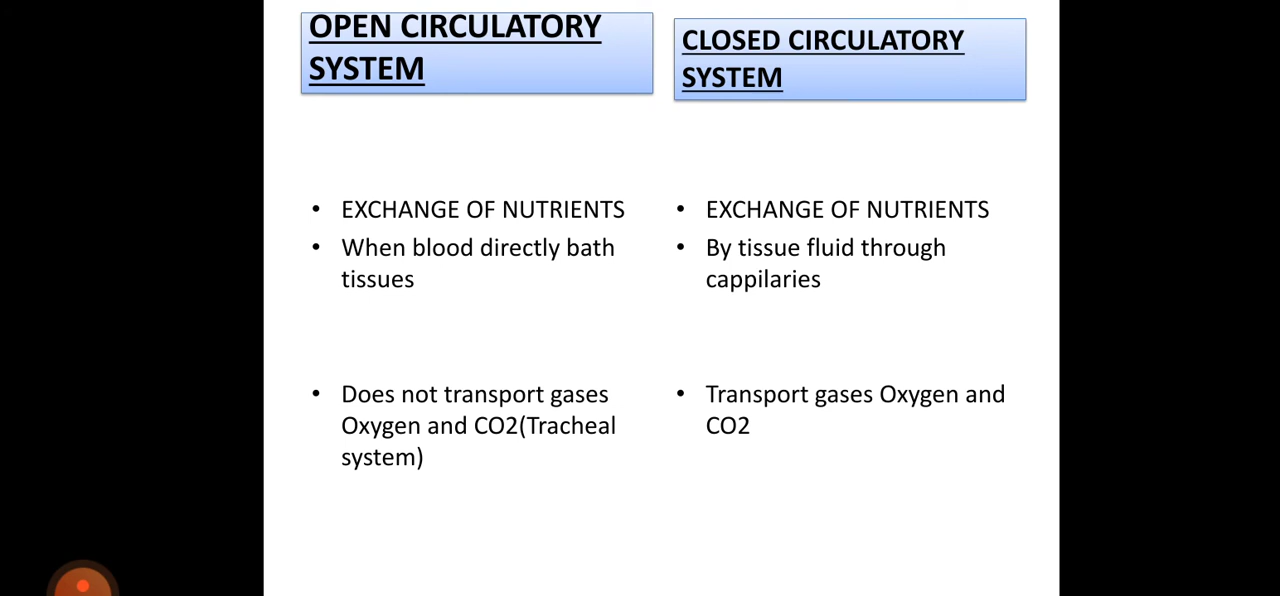 OPEN CIRCULATORY
SYSTEM
• EXCHANGE OF NUTRIENTS
• When blood directly bath
tissues
• Does not transport gases
Oxygen and CO2(Tracheal
system)
CLOSED CIRCULATORY
SYSTEM
• EXCHANGE OF NUTRIENTS
• By tissue fluid through
cappilaries
• Transport gases Oxygen and
CO2